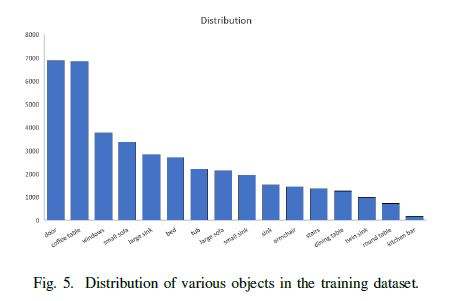 Distribution
8000
7000
6000
5000
4000
3000
2000
1000
0
door
coffee table
windows
small sofa
large sink
bed
tub
large sofa
small sink
sink
armchair
stairs
dining table
twin sink
round table
kitchen bar
Fig. 5. Distribution of various objects in the training dataset.